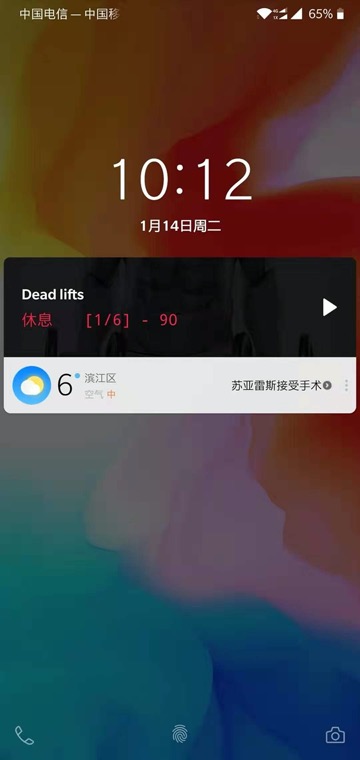 中国电信 — 中国移
65%
10:12
1月14日周二
Dead lifts
休息 [1/6] - 90
6° 滨江区
空气 中
苏亚雷斯接受手术